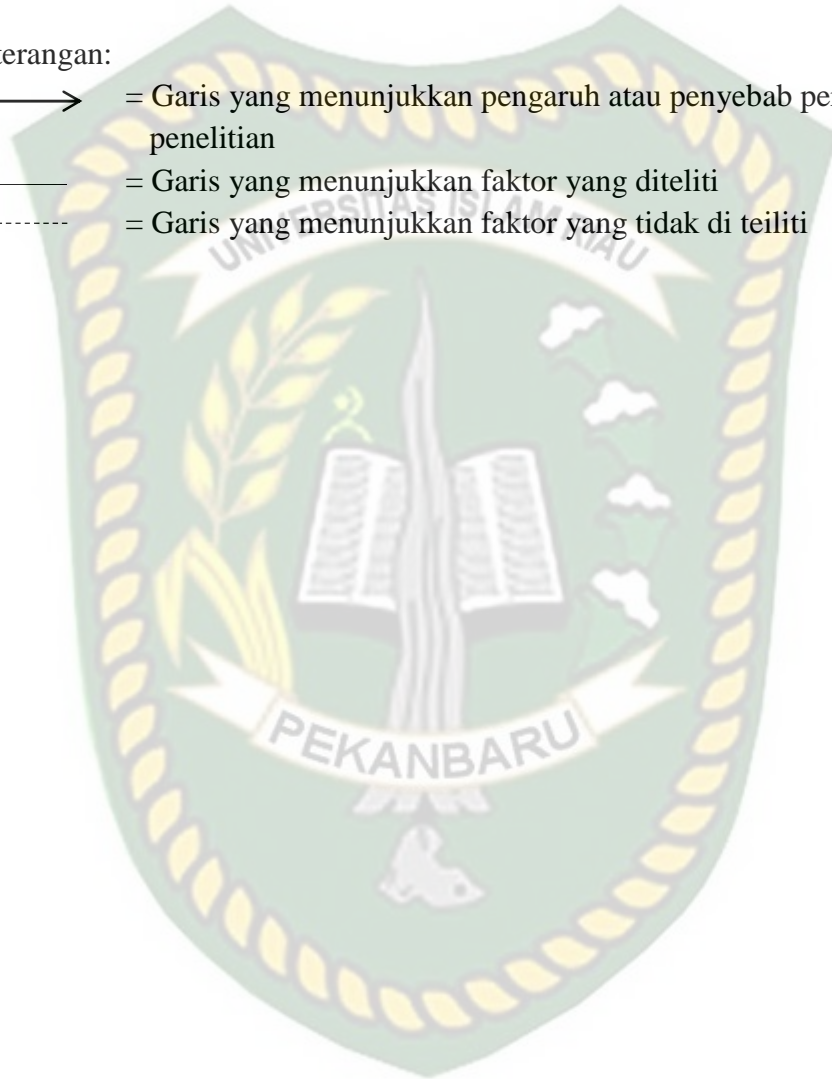 terangan:
= Garis yang menunjukkan pengaruh atau penyebab
penelitian
= Garis yang menunjukkan faktor yang diteliti
= Garis yang menunjukkan faktor yang tidak di teiliti
UNIVERSITAS ISLAM RIAU
PEKANBARU